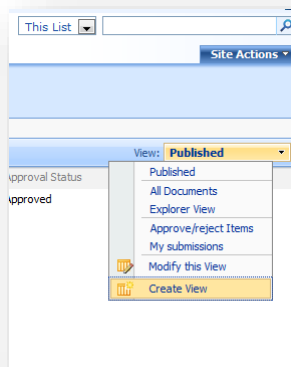 This List
Site Actions
View: Published
Approval Status
Published
Approved
All Documents
Explorer View
Approve/reject Items
My submissions
Modify this View
Create View